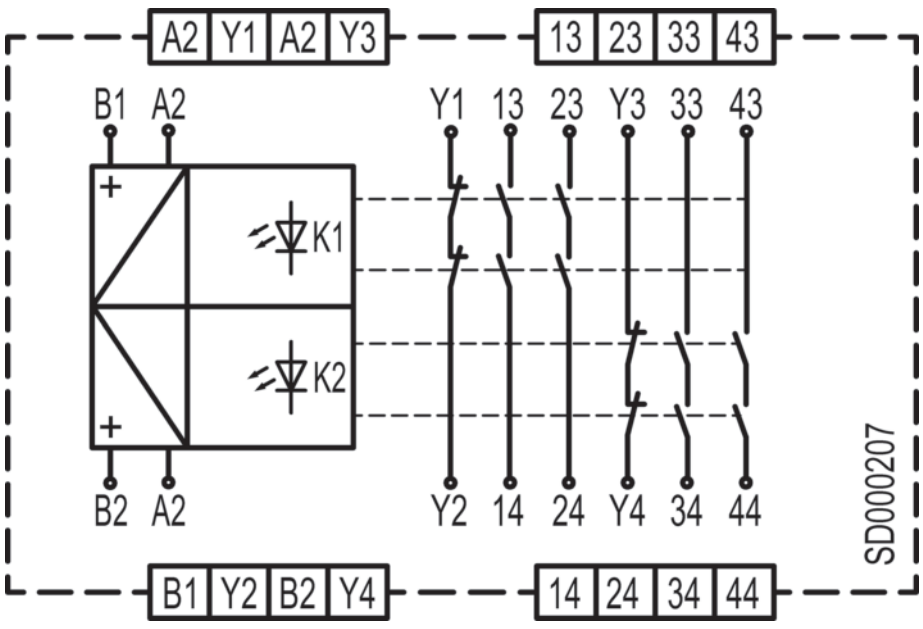 A2 Y1 A2 Y3 13 23 33 43
B1 A2 Y1 13 23 Y3 33 43
+
K1
K2
+
B2 A2 Y2 14 24 Y4 34 44
SD000207
B1 Y2 B2 Y4 14 24 34 44